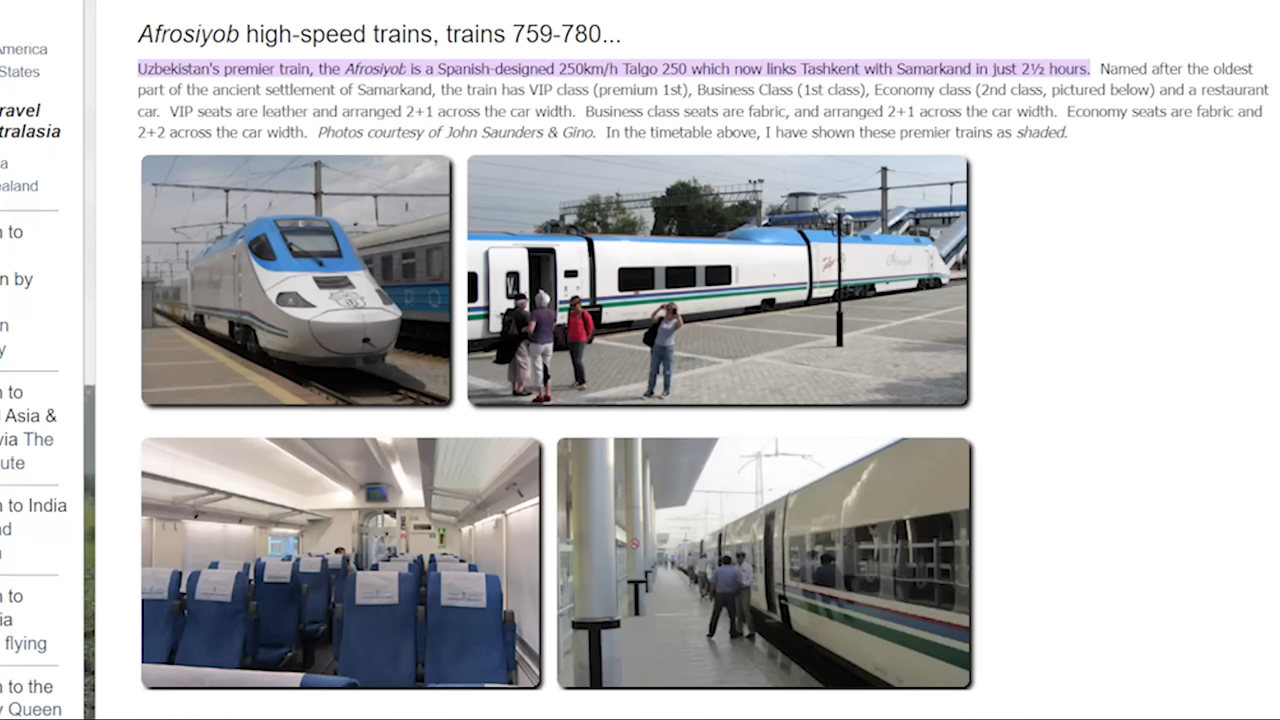 America
States
ravel
tralasia
a
ealand
n to
n by
n
y
n to
l Asia &
via The
ute
n to India
nd
n
n to
ia
flying
n to the
y Queen
Afrosiyob high-speed trains, trains 759-780...
Uzbekistan's premier train, the Afrosiyob is a Spanish-designed 250km/h Talgo 250 which now links Tashkent with Samarkand in just 2½ hours. Named after the oldest
part of the ancient settlement of Samarkand, the train has VIP class (premium 1st), Business Class (1st class), Economy class (2nd class, pictured below) and a restaurant
car. VIP seats are leather and arranged 2+1 across the car width. Business class seats are fabric, and arranged 2+1 across the car width. Economy seats are fabric and
2+2 across the car width. Photos courtesy of John Saunders & Gino. In the timetable above, I have shown these premier trains as shaded.